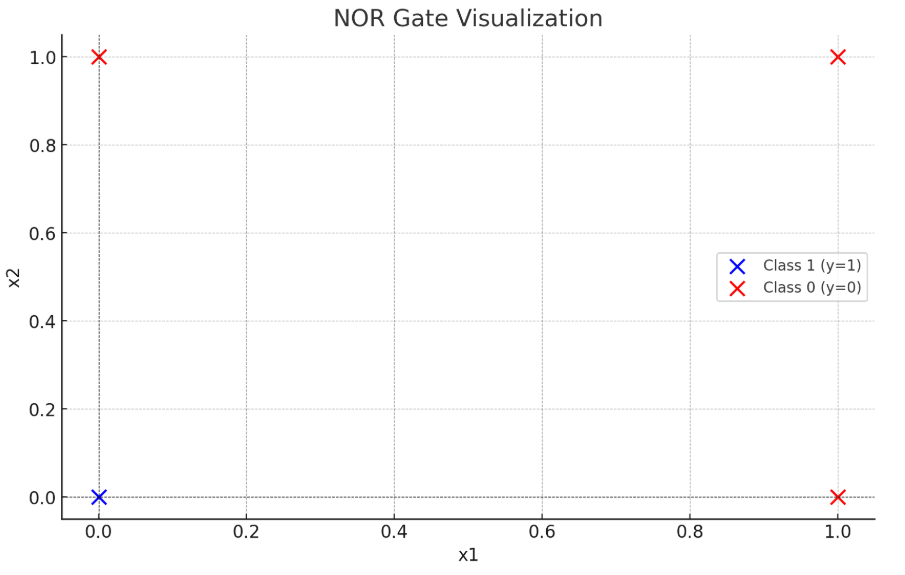 NOR Gate Visualization
1.0
0.8
0.6
0.4
0.2
0.0
x2
Class 1 (y=1)
Class 0 (y=0)
0.0 0.2 0.4 0.6 0.8 1.0
x1